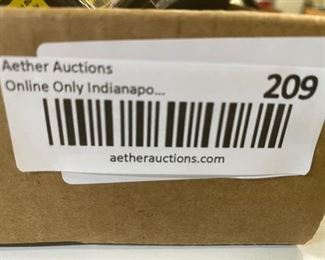 Aether Auctions
Online Only Indianapo...
209
aetherauctions.com